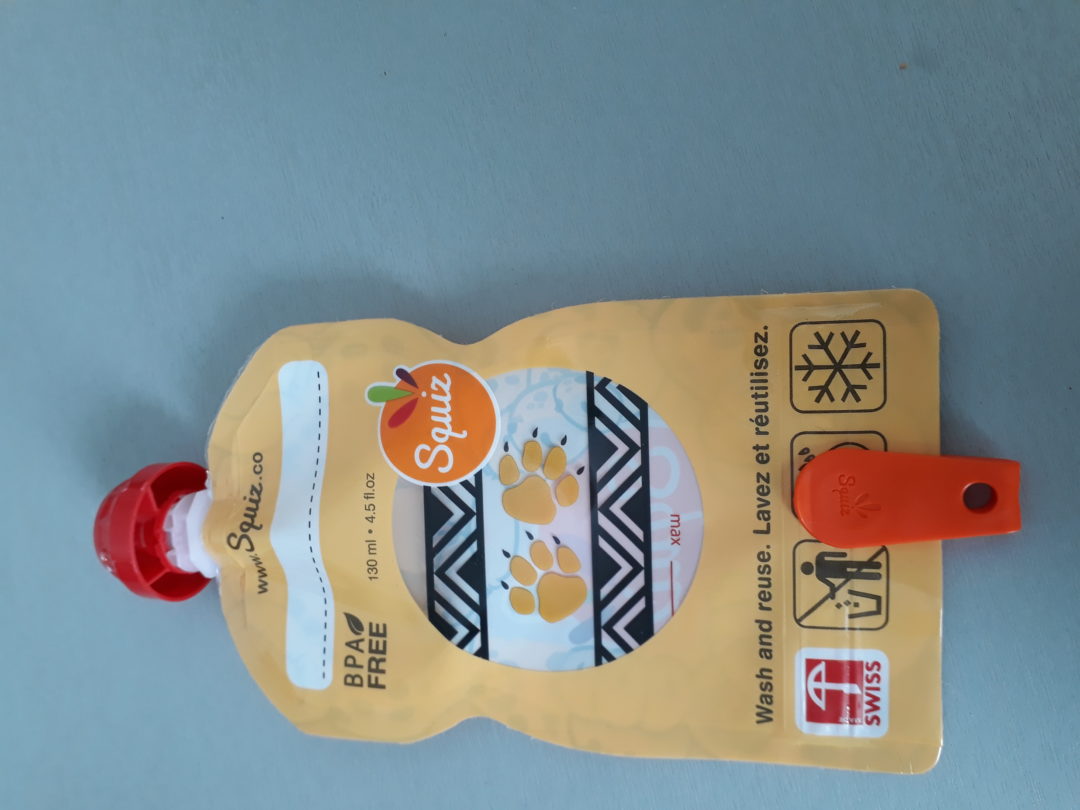 www.Squiz.co
BPA
FREE
130 ml • 4.5 fl.oz
Squiz
max
Wash and reuse. Lavez et réutilisez.
MADE
SWISS
Squiz